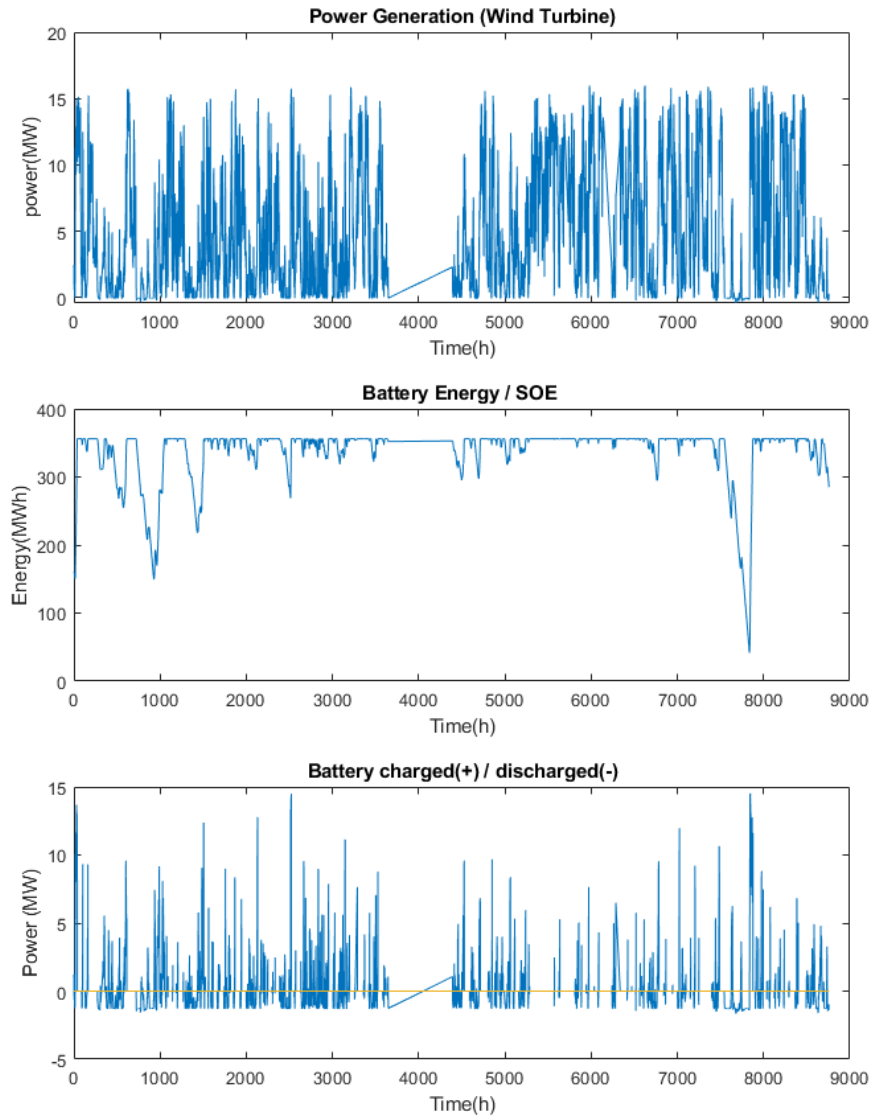 Power Generation (Wind Turbine)
20
15
10
5
0
power(MW)
0 1000 2000 3000 4000 5000 6000 7000 8000 9000
Time(h)
Battery Energy / SOE
400
300
200
100
0
Energy(MWh)
0 1000 2000 3000 4000 5000 6000 7000 8000 9000
Time(h)
Battery charged(+) / discharged(-)
15
10
5
0
-5
Power (MW)
0 1000 2000 3000 4000 5000 6000 7000 8000 9000
Time(h)